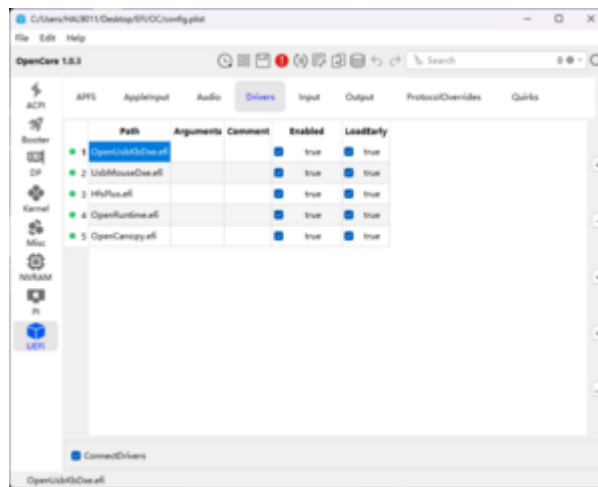 C:/Users/HAL9011/Desktop/EFI/OC/config.plist
File Edit Help
OpenCore 1.0.3
Search
ACPI
Booter
DP
Kernel
Misc
NVRAM
PI
UEFI
APFS AppleInput Audio Drivers Input Output ProtocolOverrides Quirks
Path Arguments Comment Enabled LoadEarly
1 OpenUsbKbDxe.efi true true
2 UsbMouseDxe.efi true true
3 HfsPlus.efi true true
4 OpenRuntime.efi true true
5 OpenCanopy.efi true true
ConnectDrivers
OpenUsbKbDxe.efi